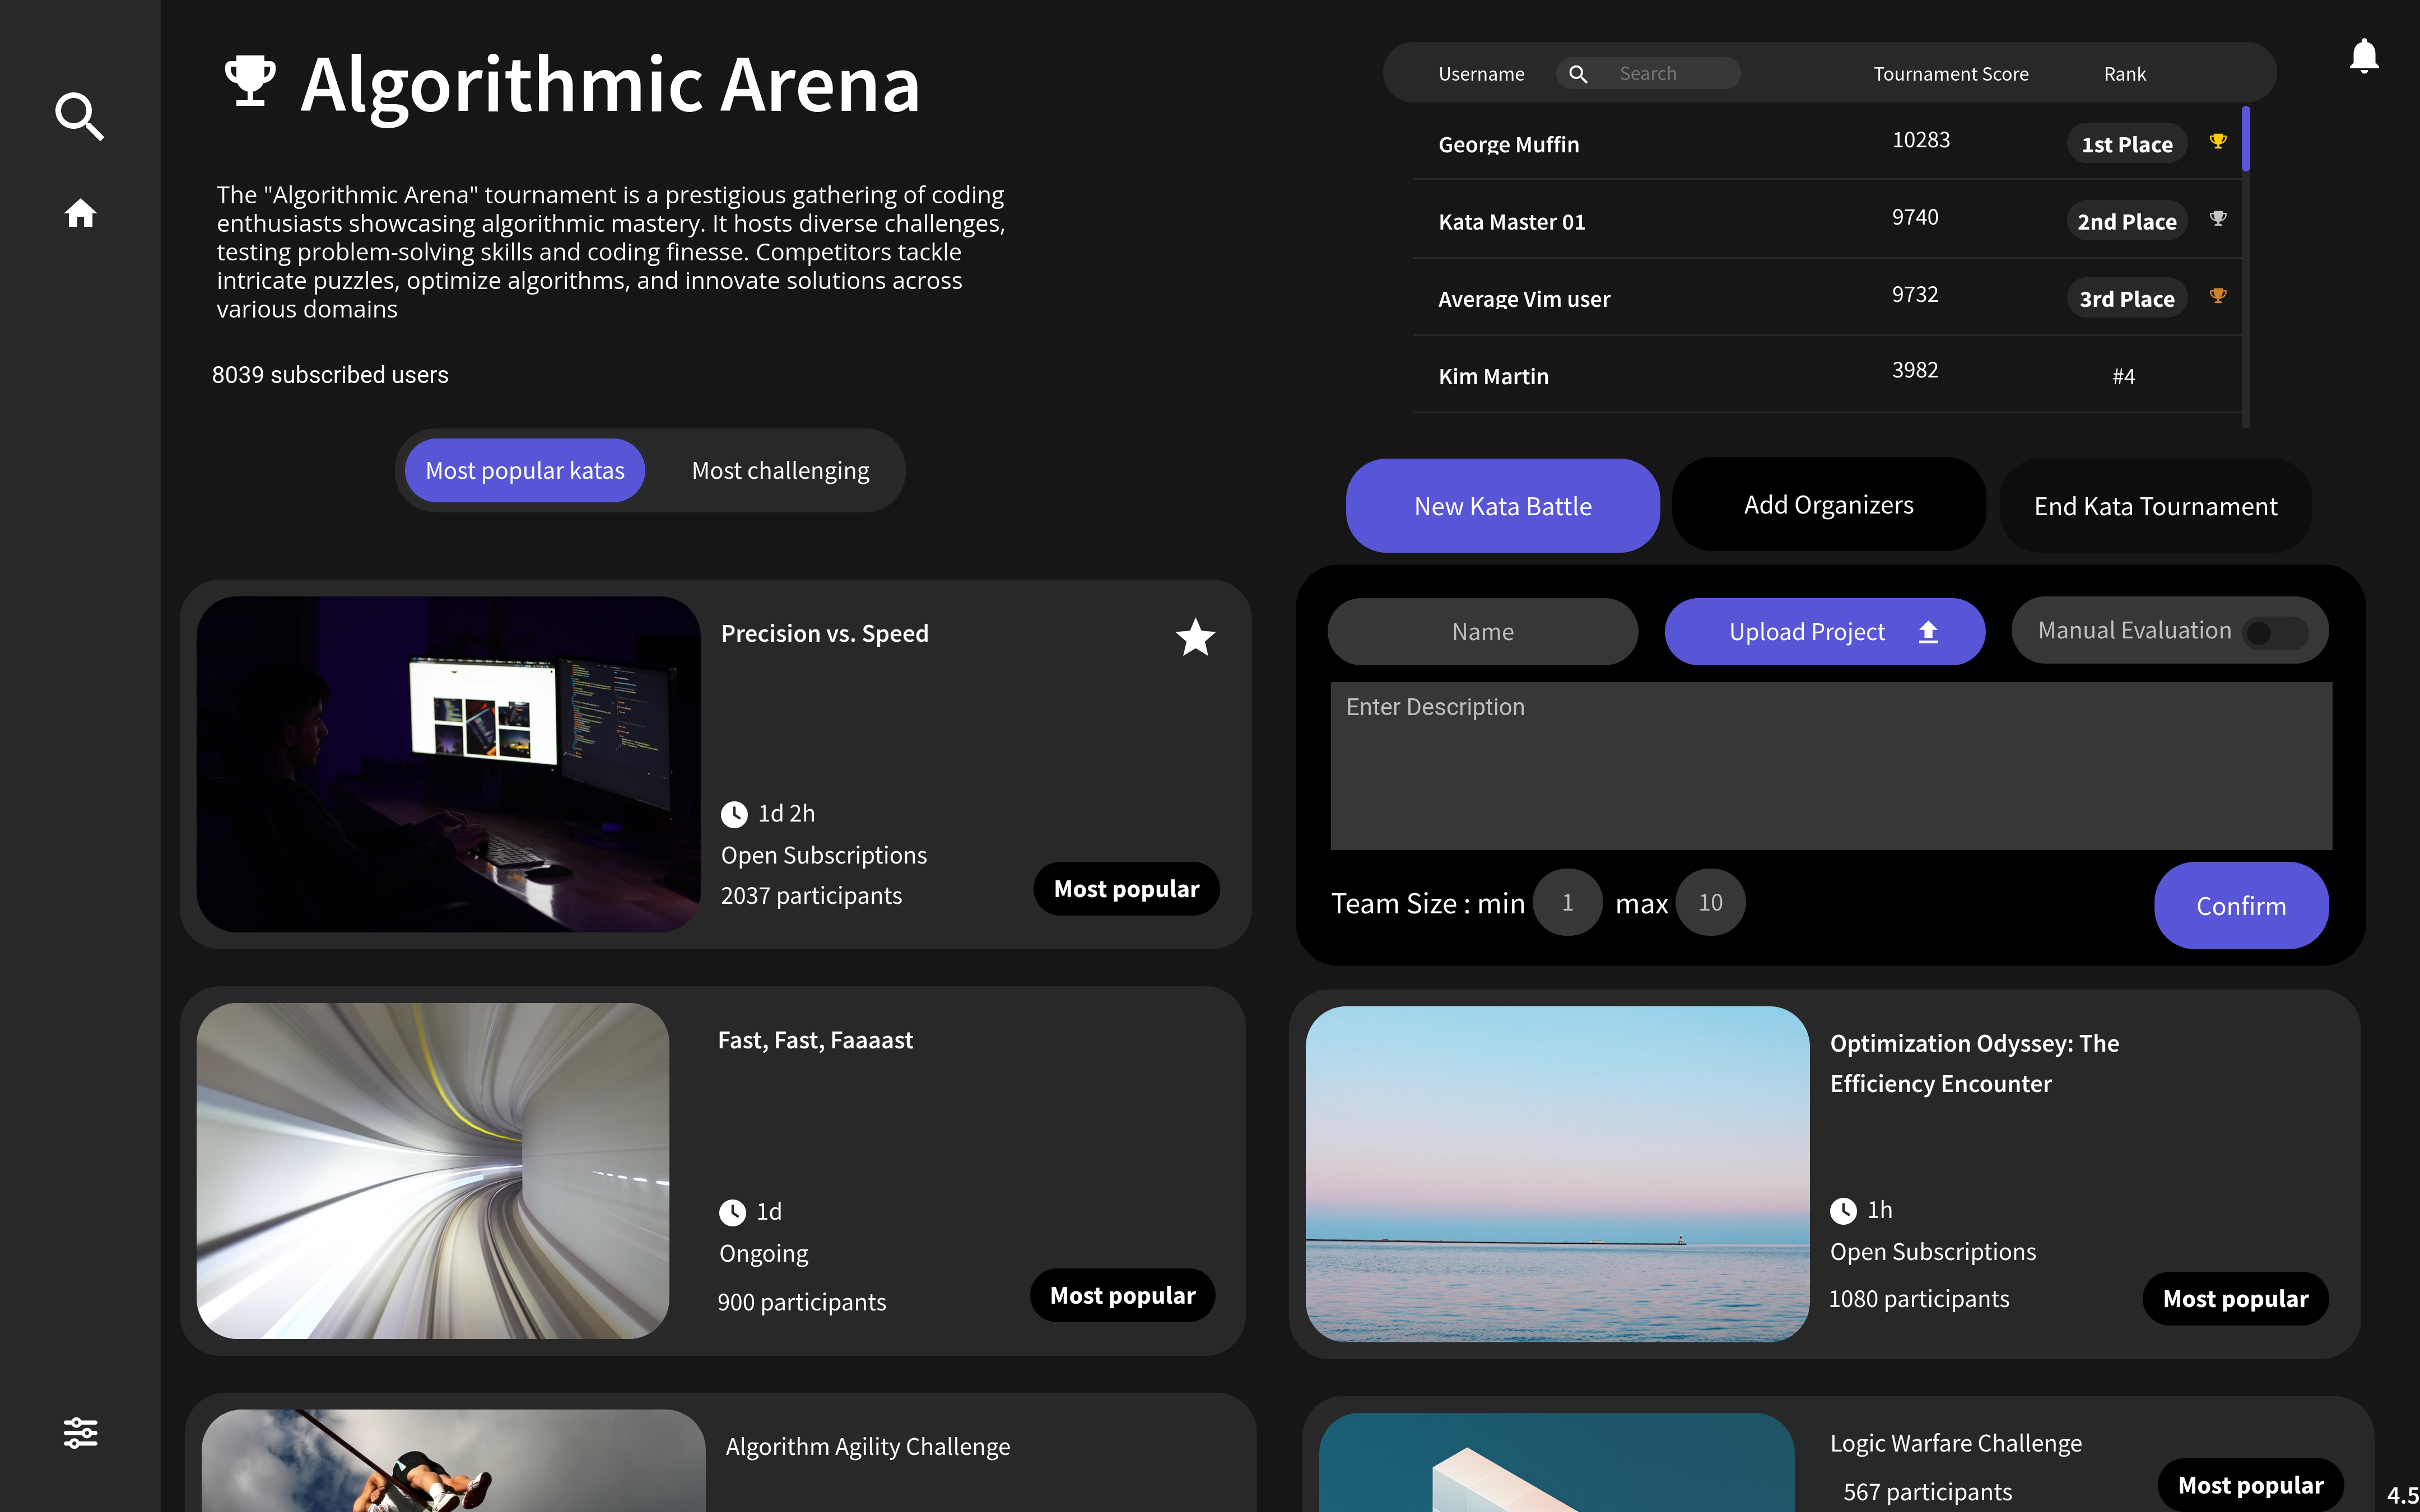 Algorithmic Arena
The "Algorithmic Arena" tournament is a prestigious gathering of coding
enthusiasts showcasing algorithmic mastery. It hosts diverse challenges,
testing problem-solving skills and coding finesse. Competitors tackle
intricate puzzles, optimize algorithms, and innovate solutions across
various domains
8039 subscribed users
Most popular katas Most challenging
Username Search Tournament Score Rank
George Muffin 10283 1st Place
Kata Master 01 9740 2nd Place
Average Vim user 9732 3rd Place
Kim Martin 3982 #4
New Kata Battle Add Organizers End Kata Tournament
Precision vs. Speed
1d 2h
Open Subscriptions
2037 participants
Most popular
Name Upload Project Manual Evaluation
Enter Description
Team Size : min 1 max 10
Confirm
Fast, Fast, Faaaast
1d
Ongoing
900 participants
Most popular
Optimization Odyssey: The
Efficiency Encounter
1h
Open Subscriptions
1080 participants
Most popular
Algorithm Agility Challenge
Logic Warfare Challenge
567 participants
Most popular
4.5